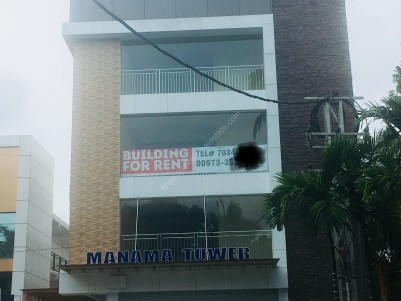 BUILDING TEL# 7034
FOR RENT 00973-35
MANAMA TOWER